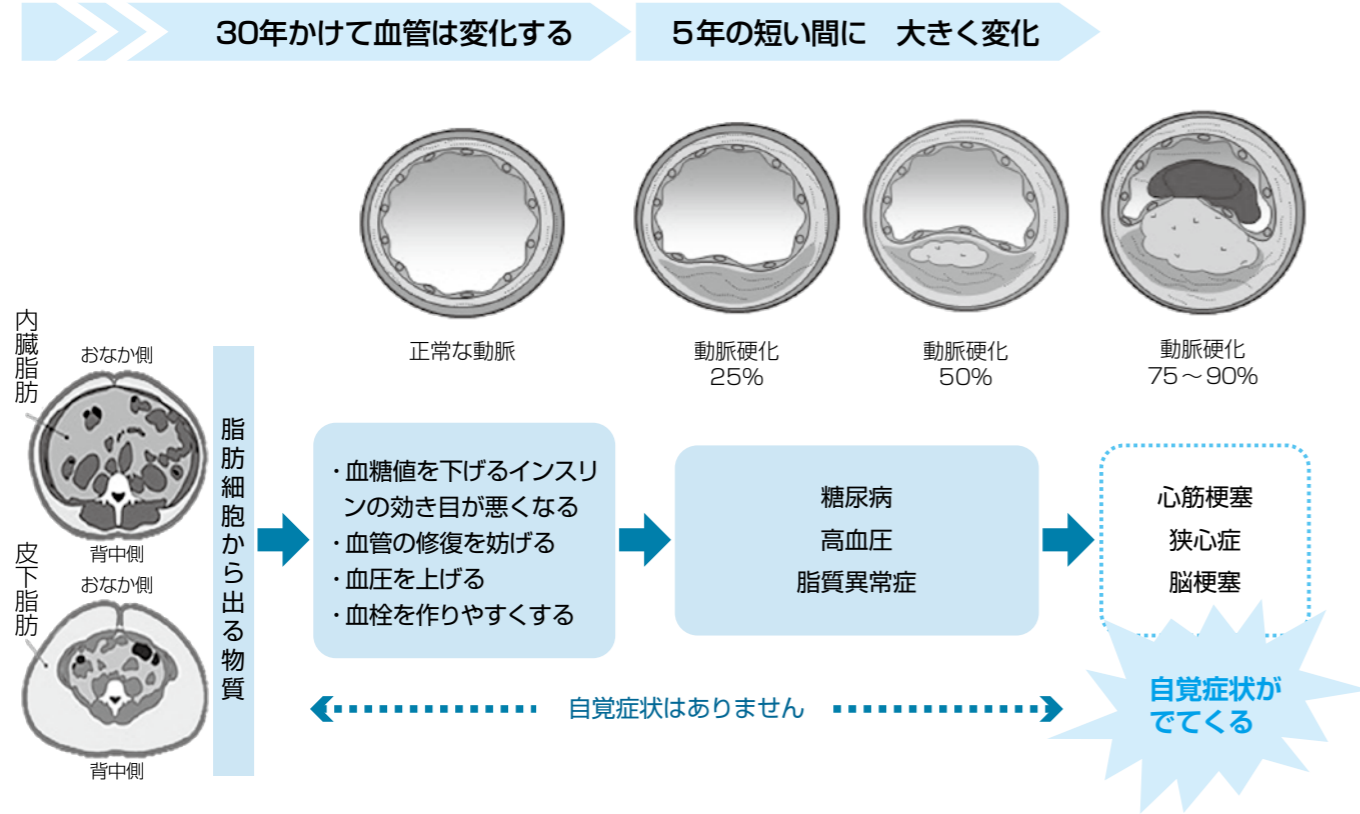 30年かけて血管は変化する
5年の短い間に　大きく変化
正常な動脈
動脈硬化
25%
動脈硬化
50%
動脈硬化
75～90%
内臓脂肪
おなか側
背中側
皮下脂肪
おなか側
背中側
脂肪細胞から出る物質
・血糖値を下げるインスリ
ンの効き目が悪くなる
・血管の修復を妨げる
・血圧を上げる
・血栓を作りやすくする
糖尿病
高血圧
脂質異常症
心筋梗塞
狭心症
脳梗塞
自覚症状はありません
自覚症状が
でてくる